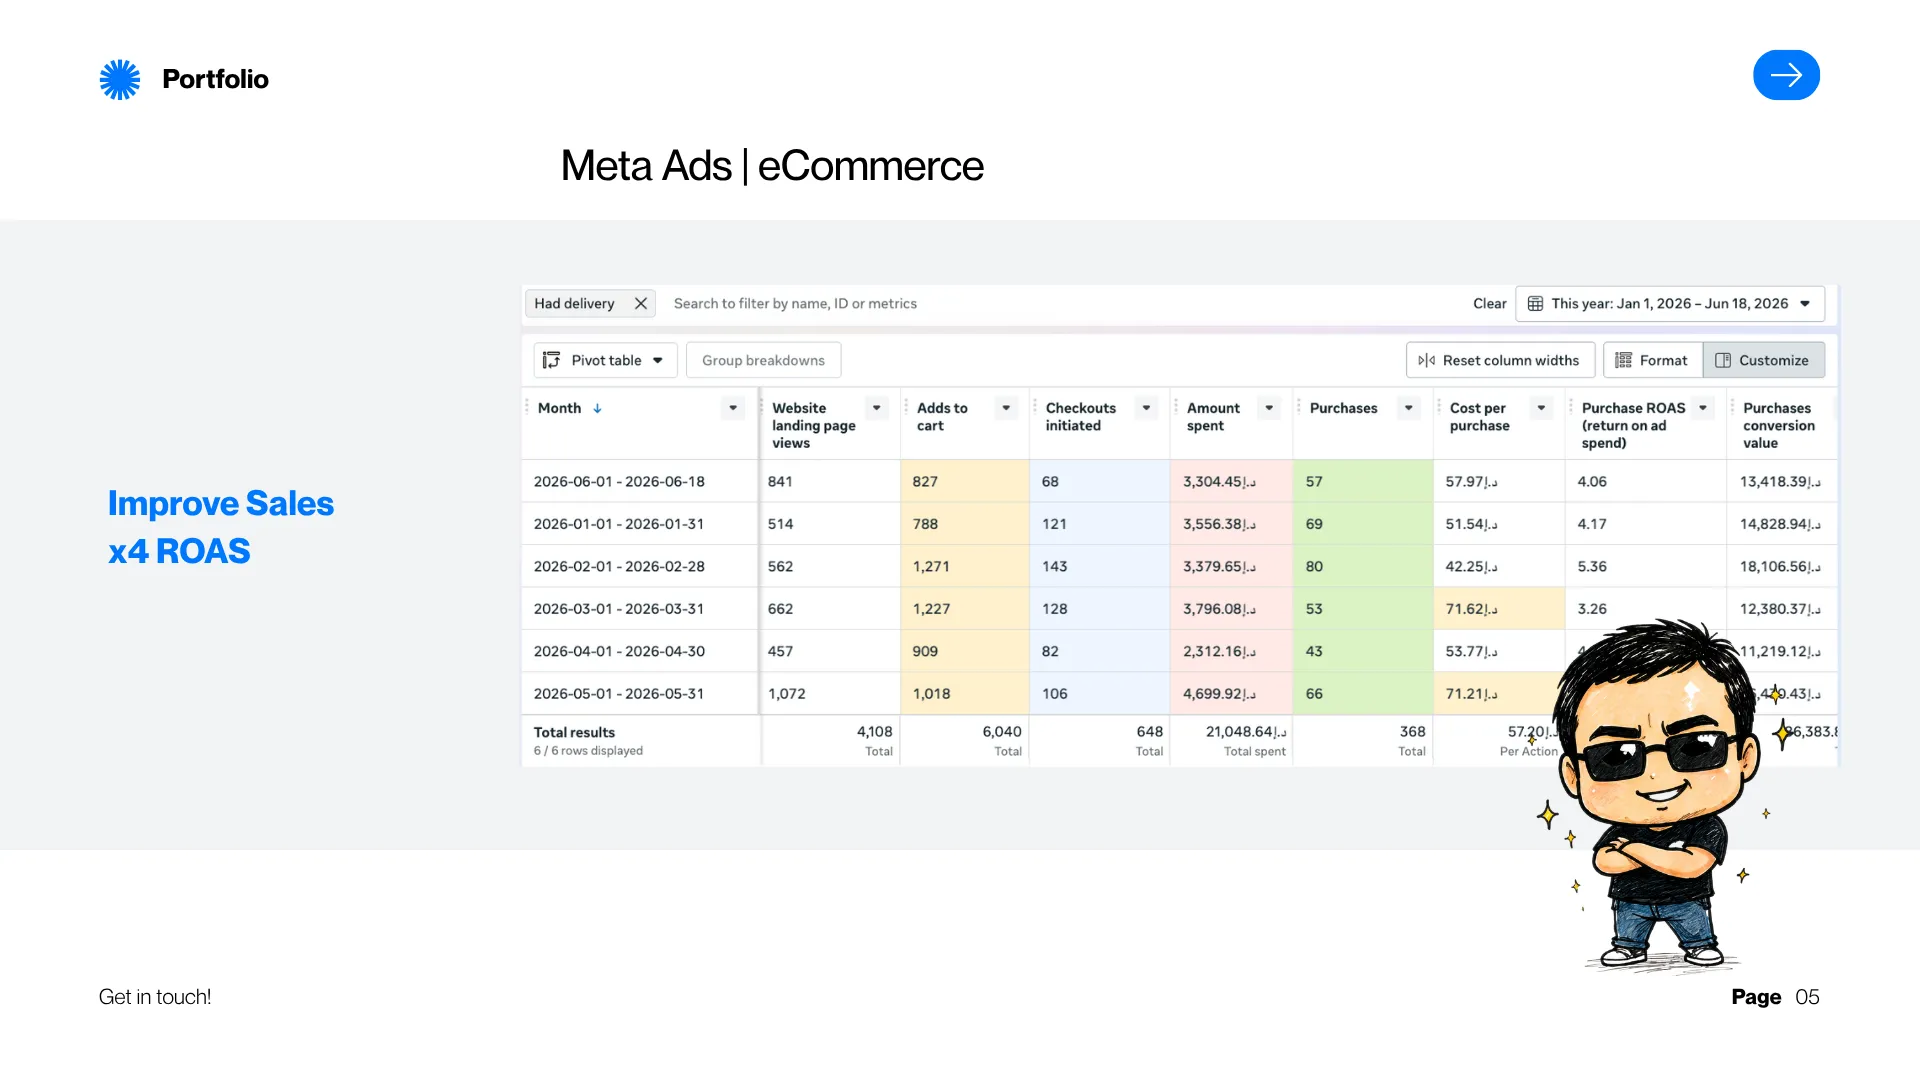 Portfolio
Meta Ads | eCommerce
Improve Sales
x4 ROAS
Had delivery
Search to filter by name, ID or metrics
Clear
This year: Jan 1, 2026 – Jun 18, 2026
Pivot table
Group breakdowns
Reset column widths
Format
Customize
Month
Website landing page views
Adds to cart
Checkouts initiated
Amount spent
Purchases
Cost per purchase
Purchase ROAS (return on ad spend)
Purchases conversion value
2026-06-01 - 2026-06-18 841 827 68 3,304.45د.إ 57 57.97د.إ 4.06 13,418.39د.إ
2026-01-01 - 2026-01-31 514 788 121 3,556.38د.إ 69 51.54د.إ 4.17 14,828.94د.إ
2026-02-01 - 2026-02-28 562 1,271 143 3,379.65د.إ 80 42.25د.إ 5.36 18,106.56د.إ
2026-03-01 - 2026-03-31 662 1,227 128 3,796.08د.إ 53 71.62د.إ 3.26 12,380.37د.إ
2026-04-01 - 2026-04-30 457 909 82 2,312.16د.إ 43 53.77د.إ 11,219.12د.إ
2026-05-01 - 2026-05-31 1,072 1,018 106 4,699.92د.إ 66 71.21د.إ
Total results 4,108 6,040 648 21,048.64د.إ 368 57.20د.إ
6 / 6 rows displayed Total Total Total Total spent Total Per Action
Get in touch!
Page 05